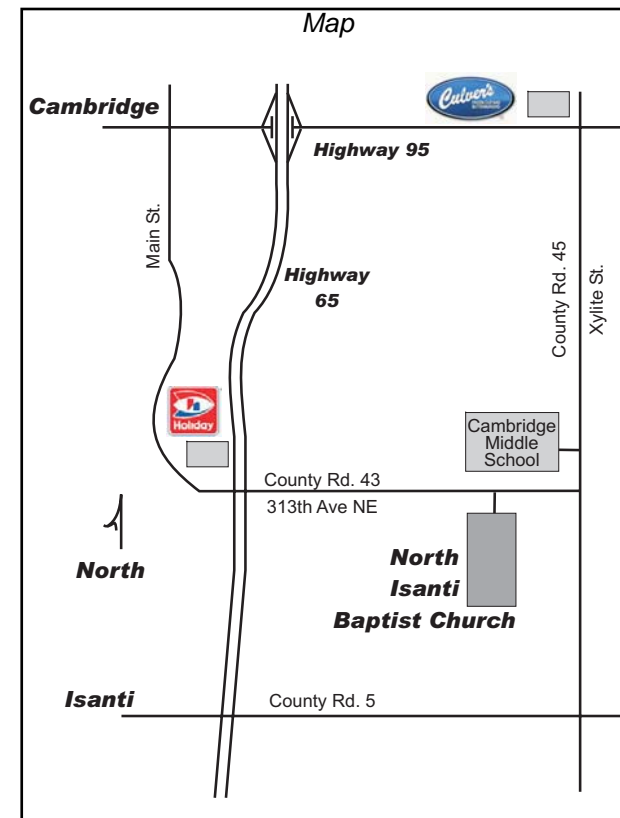 Map
Cambridge
Culver's
Highway 95
Main St.
Highway
65
County Rd. 45
Xylite St.
Holiday
Cambridge
Middle
School
County Rd. 43
313th Ave NE
North
North
Isanti
Baptist Church
Isanti
County Rd. 5